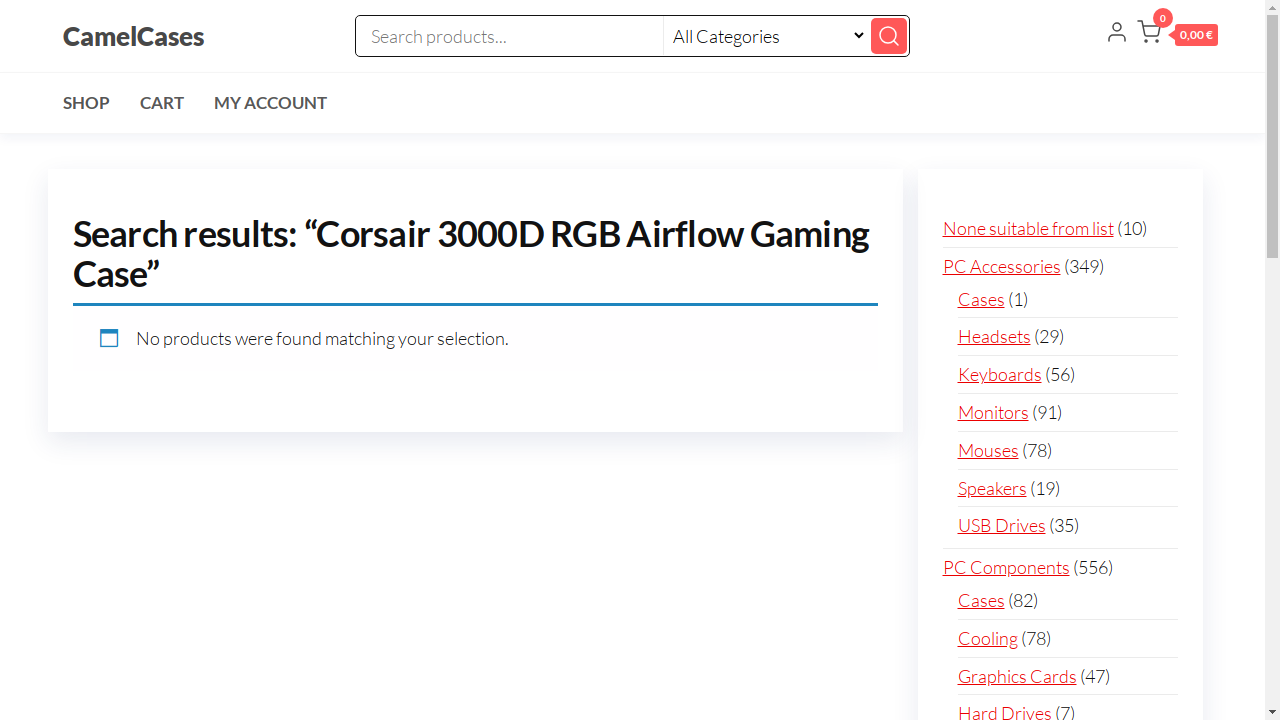 CamelCases
Search products...
All Categories
0
0,00 €
SHOP
CART
MY ACCOUNT
Search results: “Corsair 3000D RGB Airflow Gaming
Case”
No products were found matching your selection.
None suitable from list (10)
PC Accessories (349)
Cases (1)
Headsets (29)
Keyboards (56)
Monitors (91)
Mouses (78)
Speakers (19)
USB Drives (35)
PC Components (556)
Cases (82)
Cooling (78)
Graphics Cards (47)
Hard Drives (7)